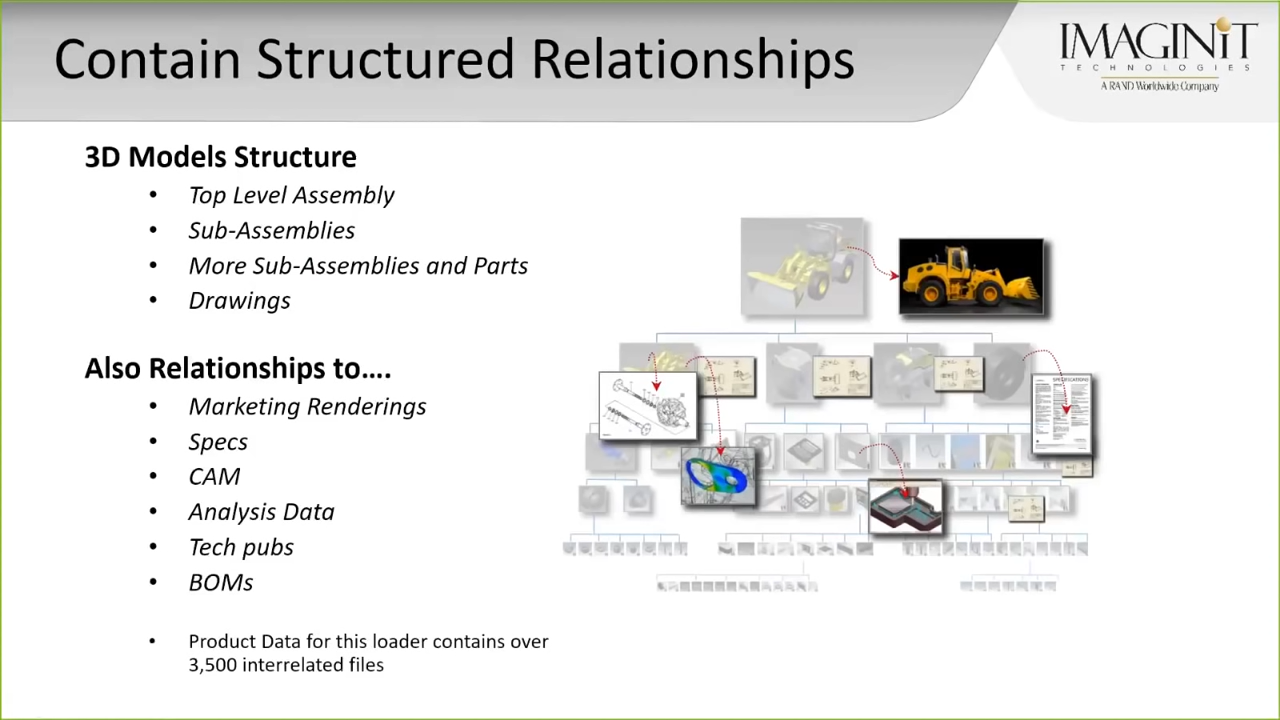 Contain Structured Relationships
IMAGINiT
TECHNOLOGIES
A RAND Worldwide Company
3D Models Structure
• Top Level Assembly
• Sub-Assemblies
• More Sub-Assemblies and Parts
• Drawings
Also Relationships to….
• Marketing Renderings
• Specs
• CAM
• Analysis Data
• Tech pubs
• BOMs
• Product Data for this loader contains over
3,500 interrelated files
SPECIFICATIONS